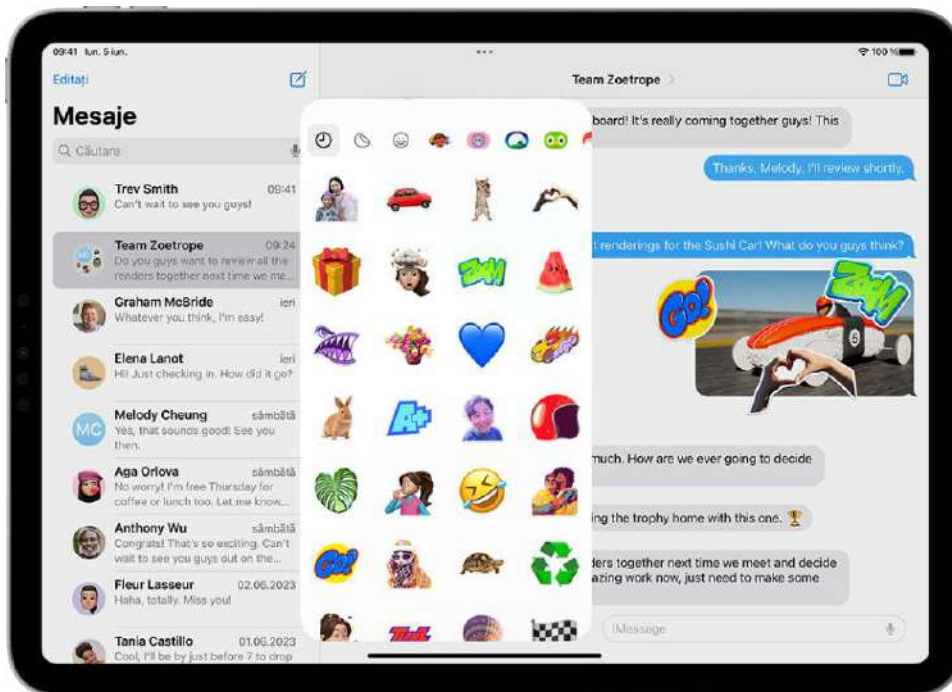 09:41 lun. 5 iun.
100 %
Editați
Mesaje
Căutare
Trev Smith 09:41
Can't wait to see you guys!
Team Zoetrope 09:24
Do you guys want to review all the
renders together next time we me...
Graham McBride ieri
Whatever you think, I'm easy!
Elena Lanot ieri
Hi! Just checking in. How did it go?
MC
Melody Cheung sâmbătă
Yes, that sounds good! See you
then.
Aga Orlova sâmbătă
No worry! I'm free Thursday for
coffee or lunch too. Let me know...
Anthony Wu sâmbătă
Congrats! That's so exciting. Can't
wait to see you guys out on the...
Fleur Lasseur 02.06.2023
Haha, totally. Miss you!
Tania Castillo 01.06.2023
Cool, I'll be by just before 7 to drop
ZOOM
A+
GO!
Team Zoetrope
board! It's really coming together guys! This
Thanks, Melody. I'll review shortly.
t renderings for the Sushi Car! What do you guys think?
GO!
ZOOM
5
much. How are we ever going to decide
ing the trophy home with this one. 🏆
ders together next time we meet and decide
azing work now, just need to make some
iMessage